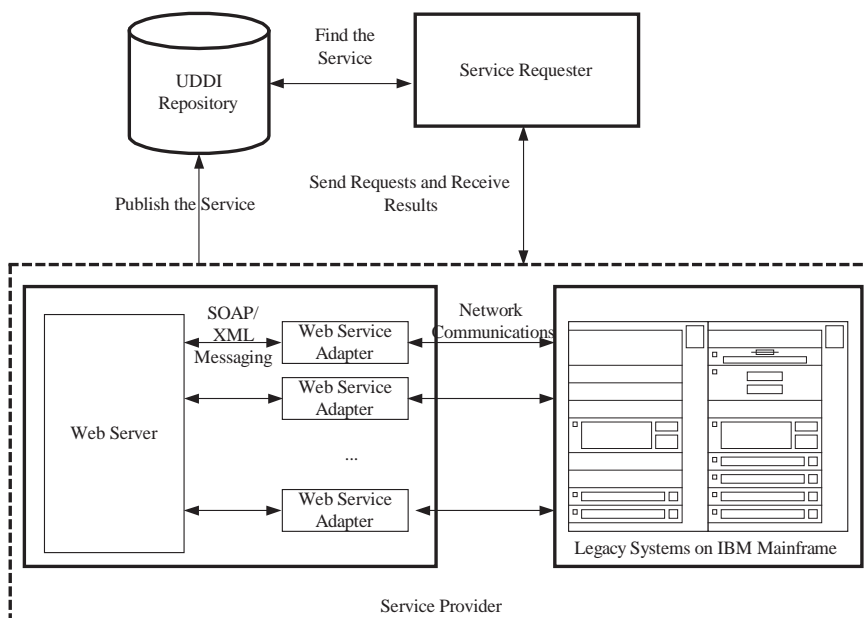 Find the
Service
UDDI
Repository
Service Requester
Publish the Service
Send Requests and Receive
Results
SOAP/
XML
Messaging
Network
Communications
Web Service
Adapter
Web Service
Adapter
Web Server
...
Web Service
Adapter
Legacy Systems on IBM Mainframe
Service Provider